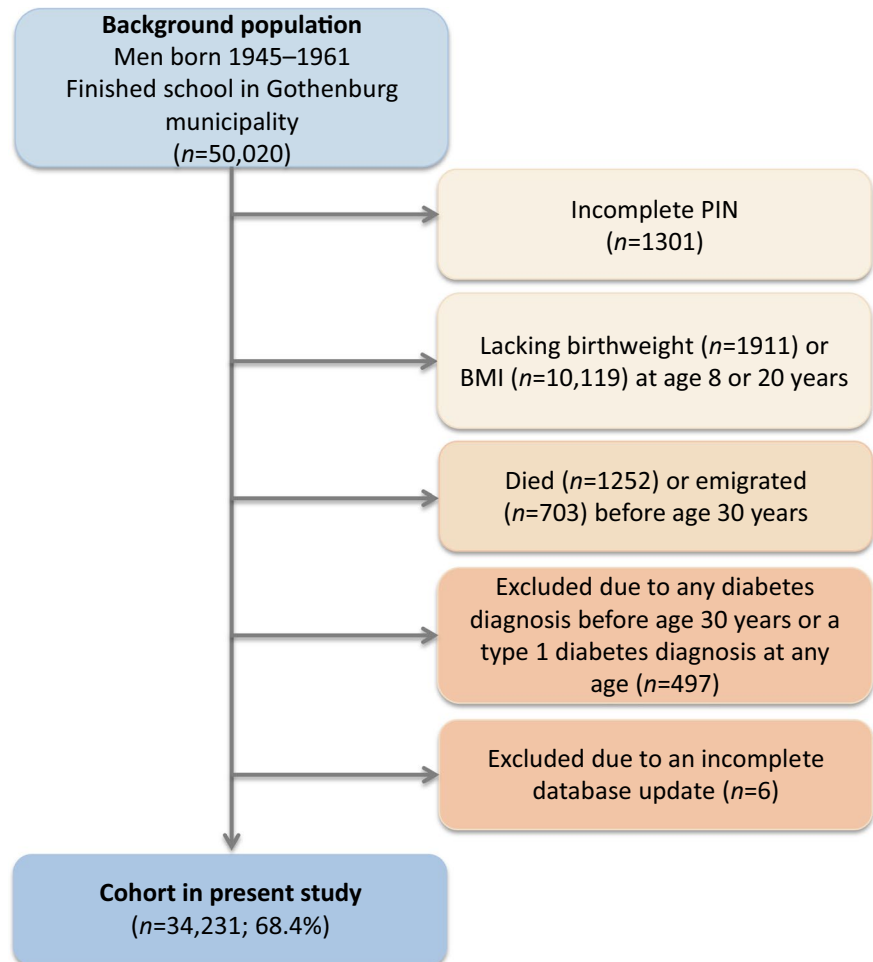 Background population
Men born 1945–1961
Finished school in Gothenburg
municipality
(n=50,020)
Incomplete PIN
(n=1301)
Lacking birthweight (n=1911) or
BMI (n=10,119) at age 8 or 20 years
Died (n=1252) or emigrated
(n=703) before age 30 years
Excluded due to any diabetes
diagnosis before age 30 years or a
type 1 diabetes diagnosis at any
age (n=497)
Excluded due to an incomplete
database update (n=6)
Cohort in present study
(n=34,231; 68.4%)